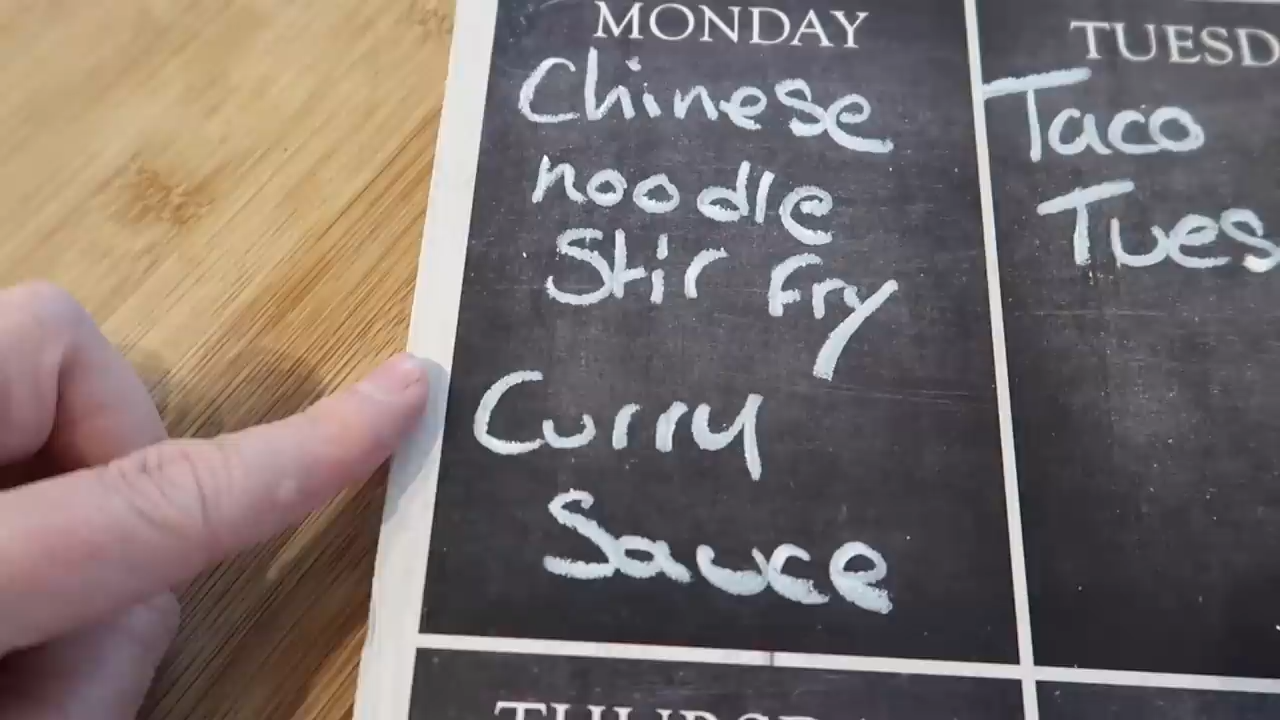 MONDAY
Chinese
noodle
Stir Fry
Curry
Sauce
TUESD
Taco
Tues